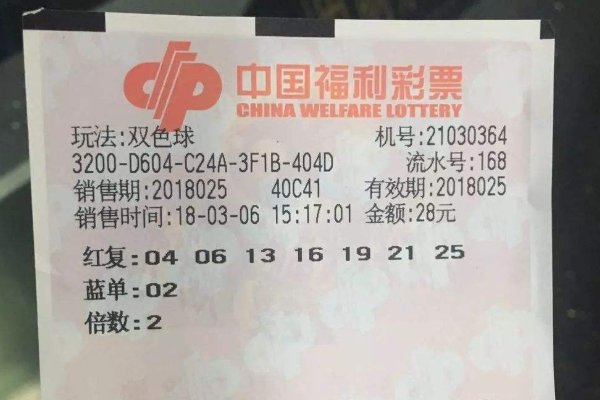 中国福利彩票
CHINA WELFARE LOTTERY
玩法:双色球 机号:21030364
3200-D604-C24A-3F1B-404D 流水号:168
销售期:2018025 40C41 有效期:2018025
销售时间:18-03-06 15:17:01 金额:28元
红复:04 06 13 16 19 21 25
蓝单:02
倍数:2